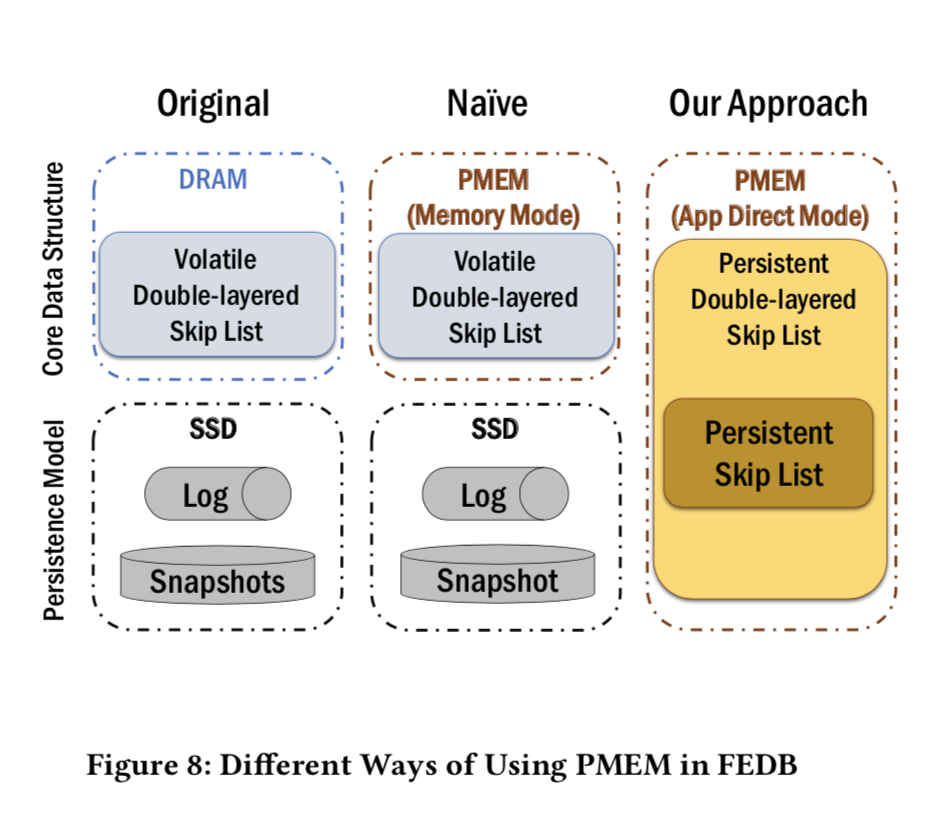 Original
Naïve
Our Approach
Core Data Structure
DRAM
Volatile
Double-layered
Skip List
PMEM
(Memory Mode)
Volatile
Double-layered
Skip List
PMEM
(App Direct Mode)
Persistent
Double-layered
Skip List
Persistent
Skip List
Persistence Model
SSD
Log
Snapshots
SSD
Log
Snapshot
Figure 8: Different Ways of Using PMEM in FEDB